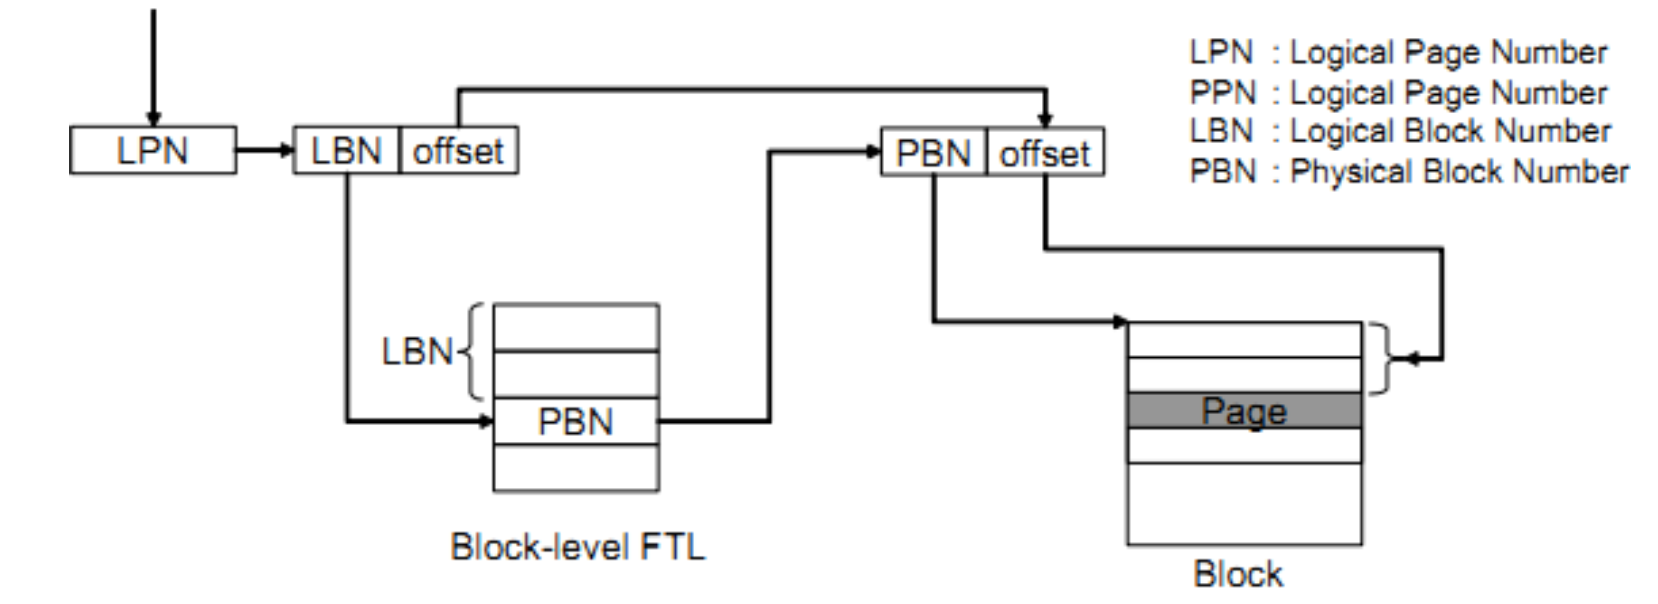 LPN : Logical Page Number
PPN : Logical Page Number
LBN : Logical Block Number
PBN : Physical Block Number
LPN
LBN offset
PBN offset
LBN
PBN
Page
Block-level FTL
Block